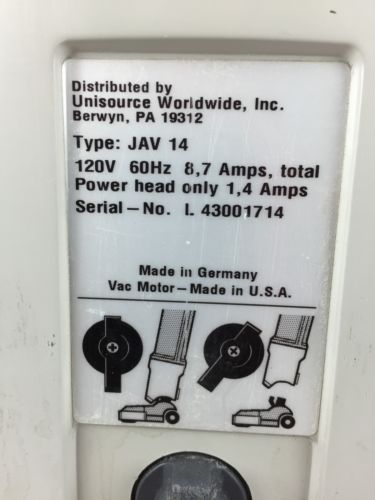 Distributed by
Unisource Worldwide, Inc.
Berwyn, PA 19312
Type: JAV 14
120V 60Hz 8,7 Amps, total
Power head only 1,4 Amps
Serial-No. L 43001714
Made in Germany
Vac Motor-Made in U.S.A.